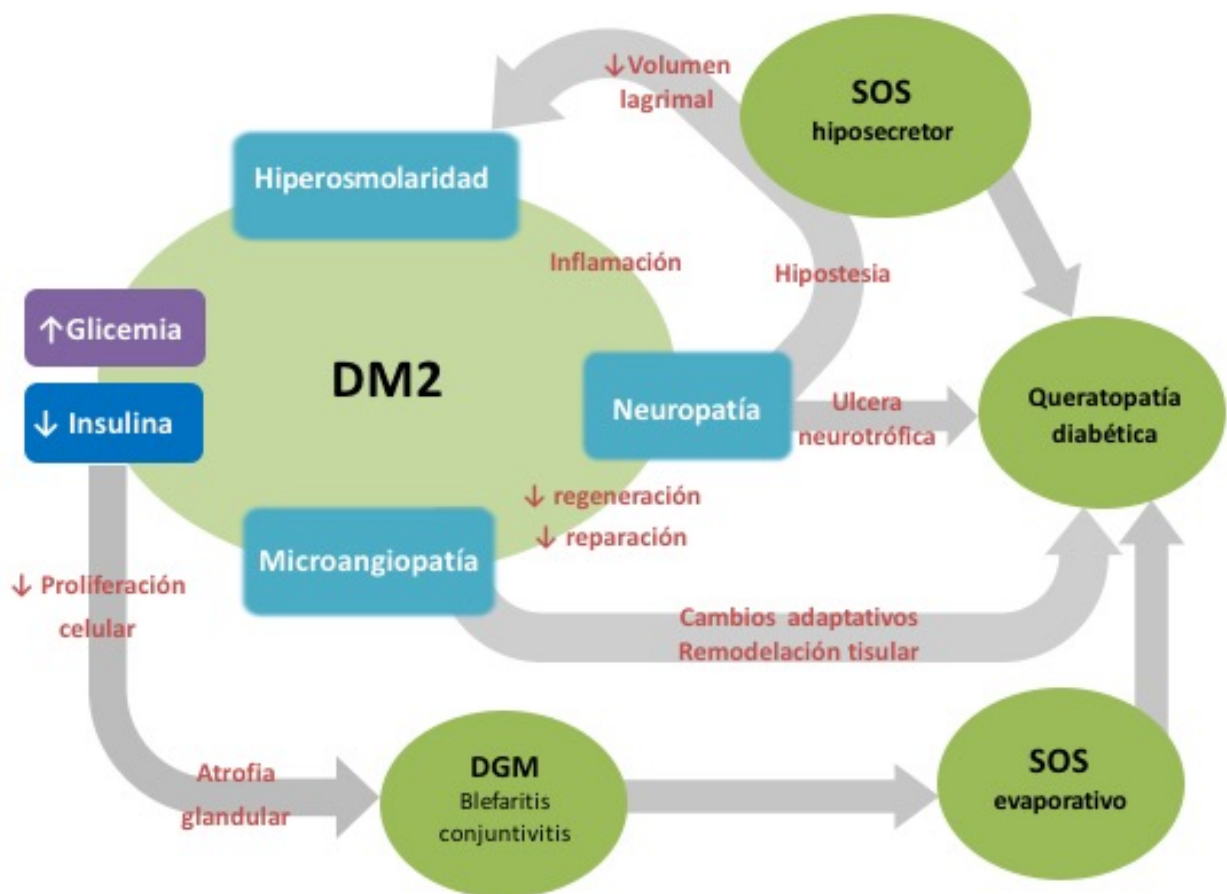 ↓Volumen
lagrimal
SOS
hiposecretor
Hiperosmolaridad
Inflamación
Hipostesia
↑Glicemia
↓ Insulina
DM2
Neuropatía
Ulcera
neurotrófica
Queratopatía
diabética
↓ regeneración
↓ reparación
Microangiopatía
↓ Proliferación
celular
Cambios adaptativos
Remodelación tisular
Atrofia
glandular
DGM
Blefaritis
conjuntivitis
SOS
evaporativo